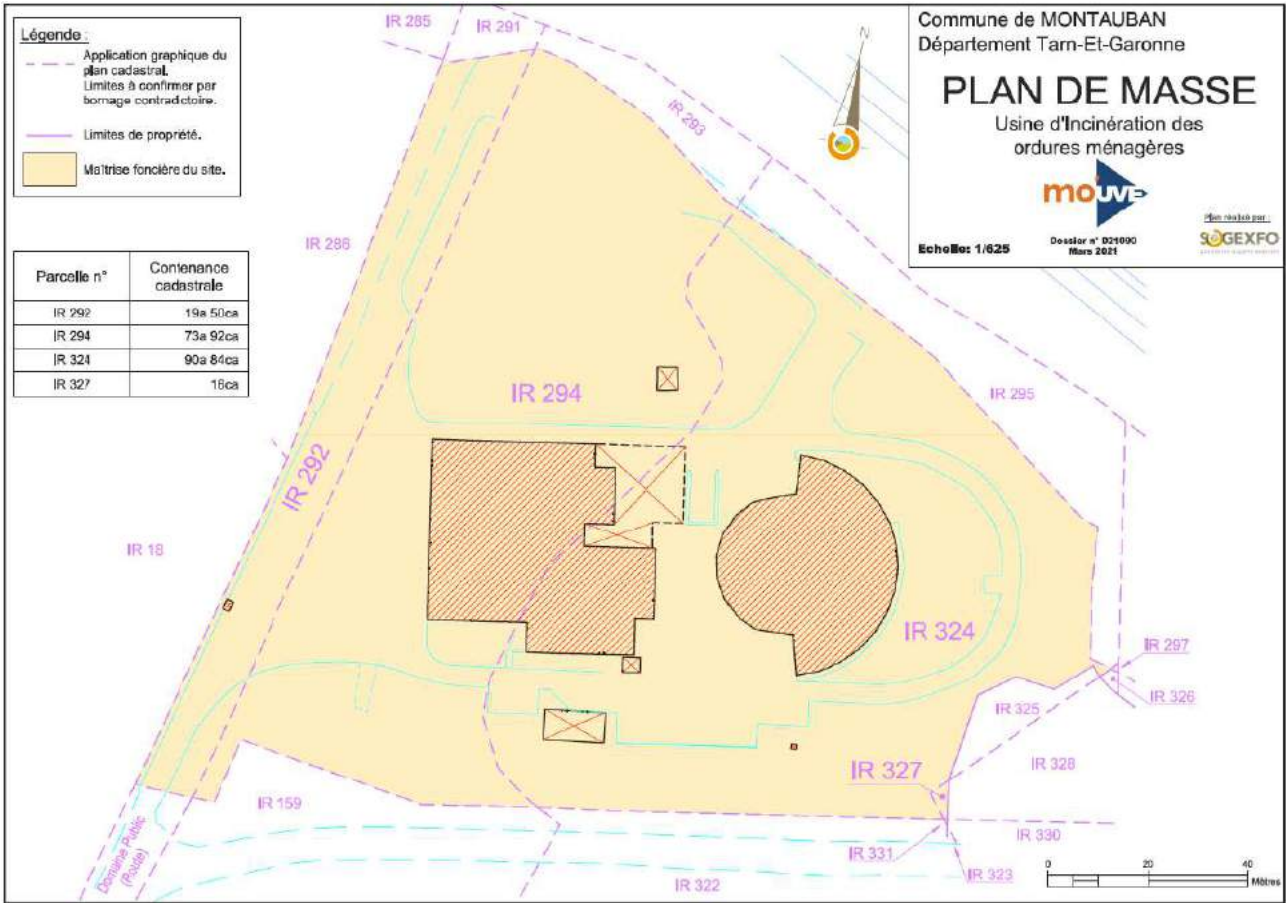 Légende :
Application graphique du
plan cadastral.
Limites à confirmer par
bornage contradictoire.
Limites de propriété.
Maîtrise foncière du site.
Parcelle n° Contenance cadastrale
IR 292 19a 50ca
IR 294 73a 92ca
IR 324 90a 84ca
IR 327 16ca
Commune de MONTAUBAN
Département Tarn-Et-Garonne
PLAN DE MASSE
Usine d'Incinération des
ordures ménagères
mo'UVE
Plan réalisé par :
SOGEXFO
Echelle: 1/625
Dossier n° D21090
Mars 2021
N
IR 285
IR 291
IR 293
IR 286
IR 294
IR 295
IR 292
IR 18
IR 324
IR 297
IR 326
IR 325
IR 327
IR 328
IR 159
IR 330
IR 331
IR 323
IR 322
Domaine Public
(Route)
0 20 40
Mètres